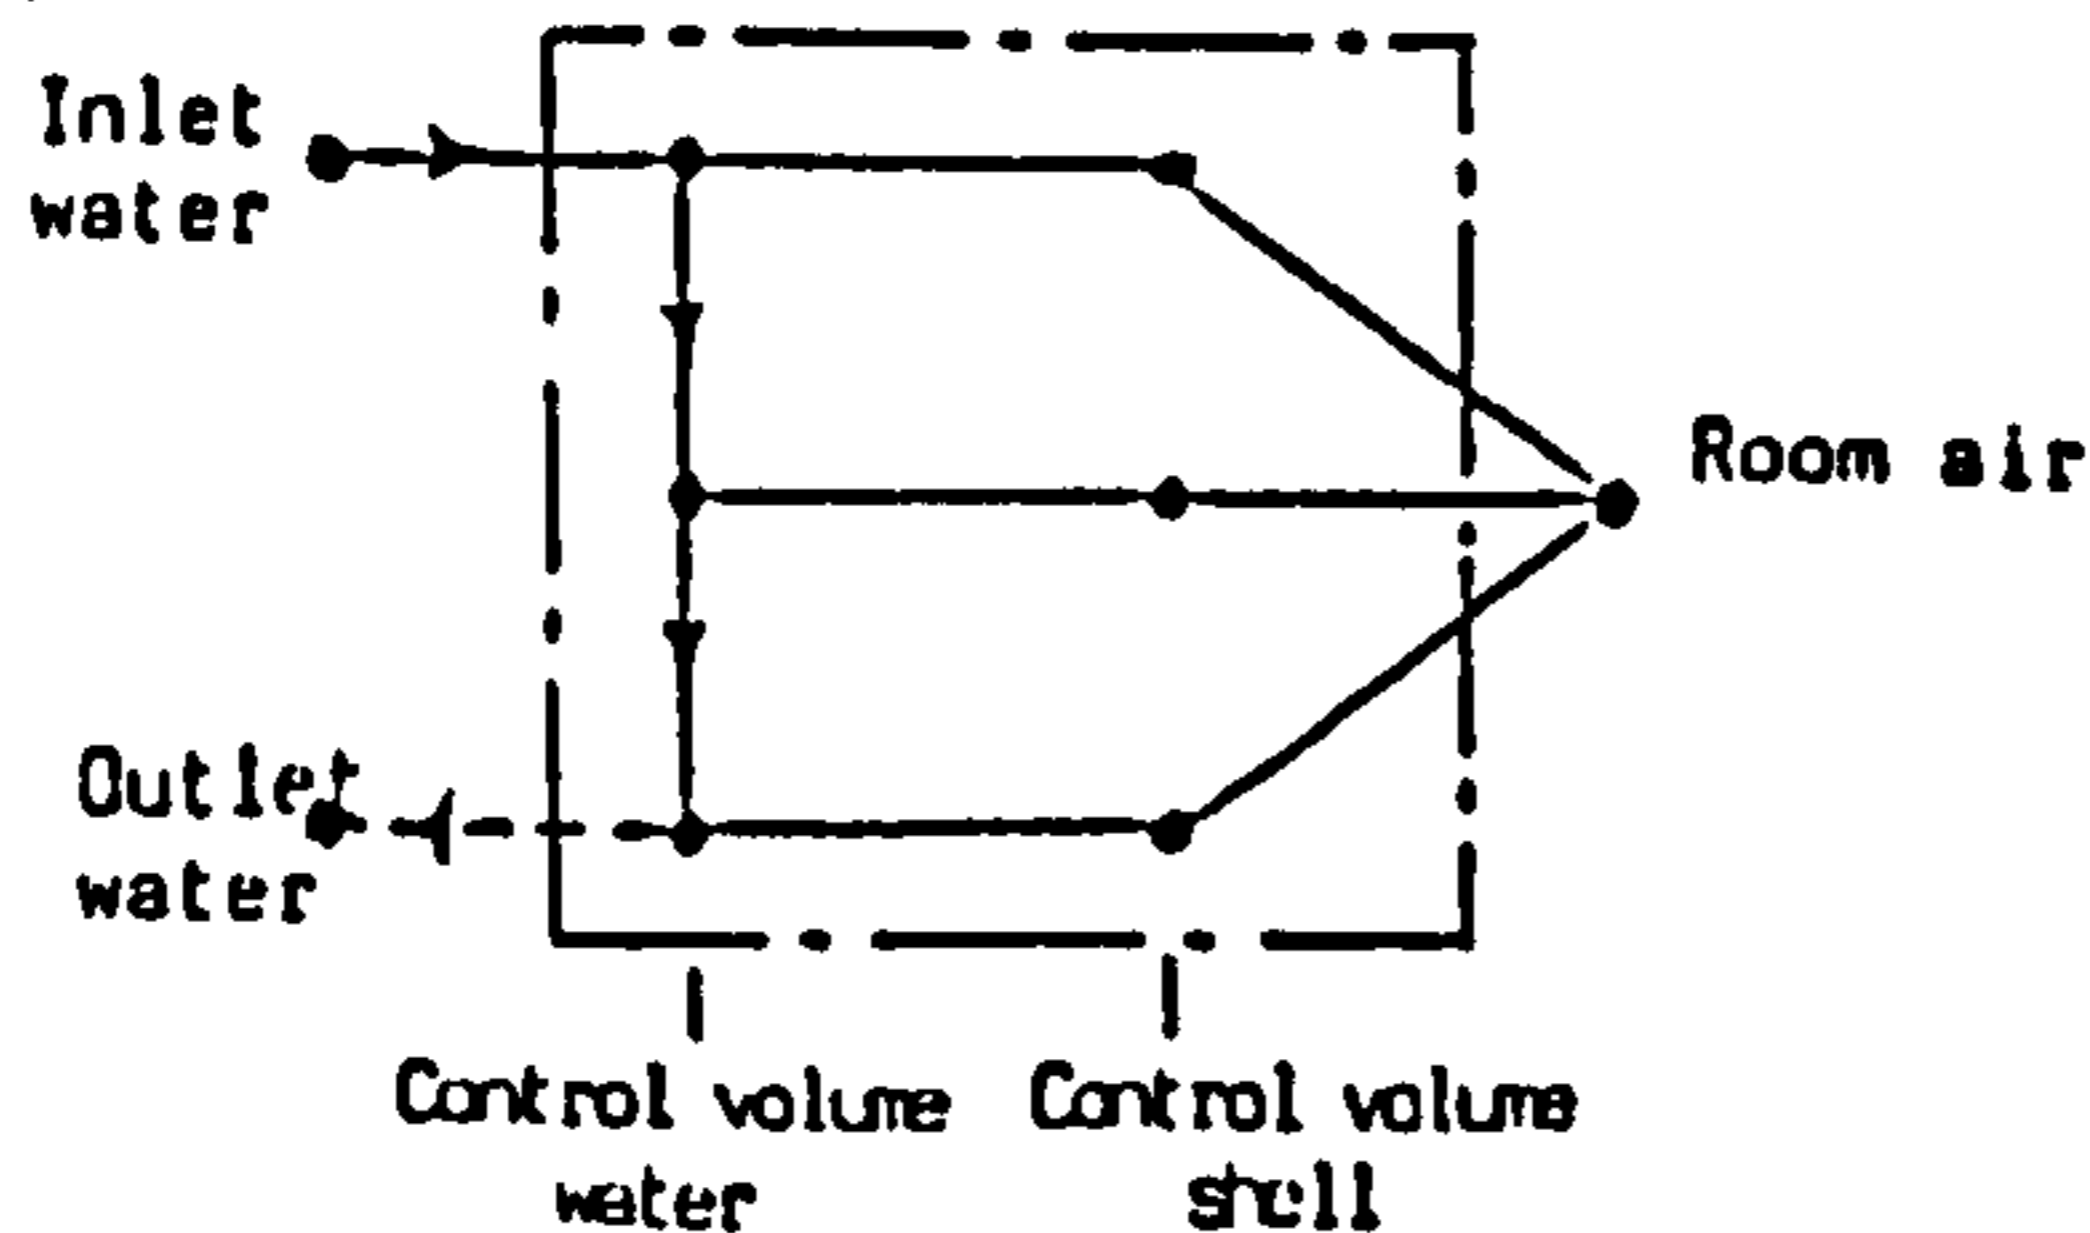 Inlet
water
Room air
Outlet
water
Control volume
water
Control volume
shell